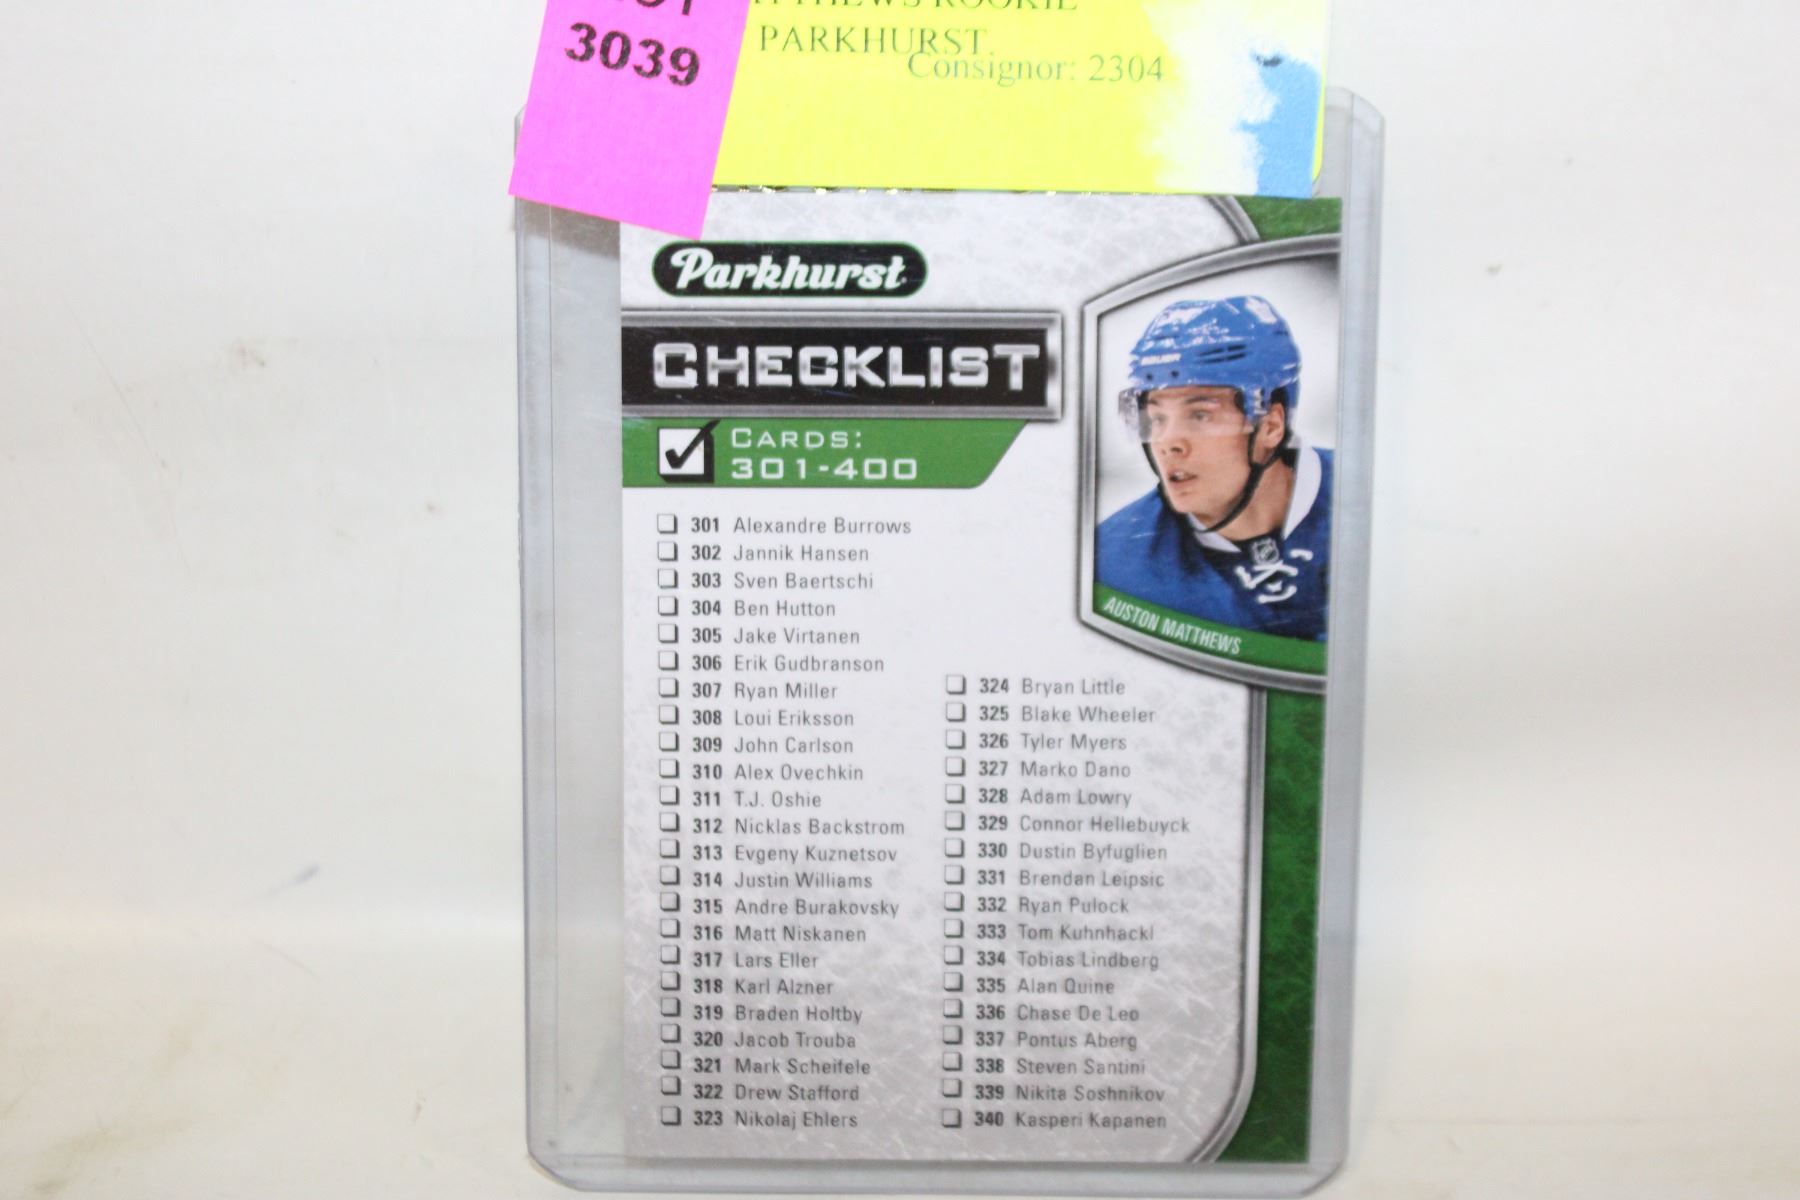 3039
PARKHURST.
Consignor: 2304
Parkhurst
CHECKLIST
CARDS:
301-400
BAUER
AUSTON MATTHEWS
301 Alexandre Burrows
302 Jannik Hansen
303 Sven Baertschi
304 Ben Hutton
305 Jake Virtanen
306 Erik Gudbranson
307 Ryan Miller
308 Loui Eriksson
309 John Carlson
310 Alex Ovechkin
311 T.J. Oshie
312 Nicklas Backstrom
313 Evgeny Kuznetsov
314 Justin Williams
315 Andre Burakovsky
316 Matt Niskanen
317 Lars Eller
318 Karl Alzner
319 Braden Holtby
320 Jacob Trouba
321 Mark Scheifele
322 Drew Stafford
323 Nikolaj Ehlers
324 Bryan Little
325 Blake Wheeler
326 Tyler Myers
327 Marko Dano
328 Adam Lowry
329 Connor Hellebuyck
330 Dustin Byfuglien
331 Brendan Leipsic
332 Ryan Pulock
333 Tom Kuhnhackl
334 Tobias Lindberg
335 Alan Quine
336 Chase De Leo
337 Pontus Aberg
338 Steven Santini
339 Nikita Soshnikov
340 Kasperi Kapanen